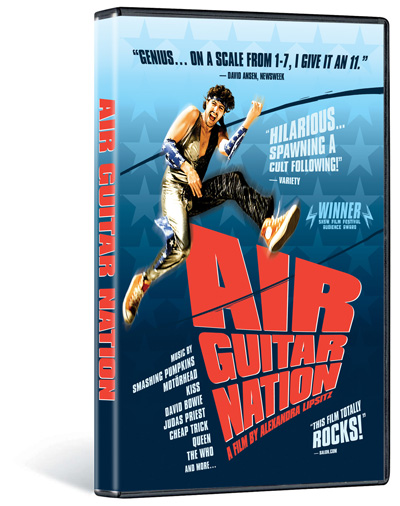 AIR GUITAR NATION
"GENIUS... ON A SCALE FROM 1-7, I GIVE IT AN 11."
— DAVID ANSEN, NEWSWEEK
"HILARIOUS...
SPAWNING A
CULT FOLLOWING!"
— VARIETY
WINNER
SXSW FILM FESTIVAL
AUDIENCE AWARD
AIR
GUITAR
NATION
A FILM BY ALEXANDRA LIPSITZ
MUSIC BY
SMASHING PUMPKINS
MOTÖRHEAD
KISS
DAVID BOWIE
JUDAS PRIEST
CHEAP TRICK
QUEEN
THE WHO
AND MORE...
"THIS FILM TOTALLY
ROCKS!"
— SALON.COM